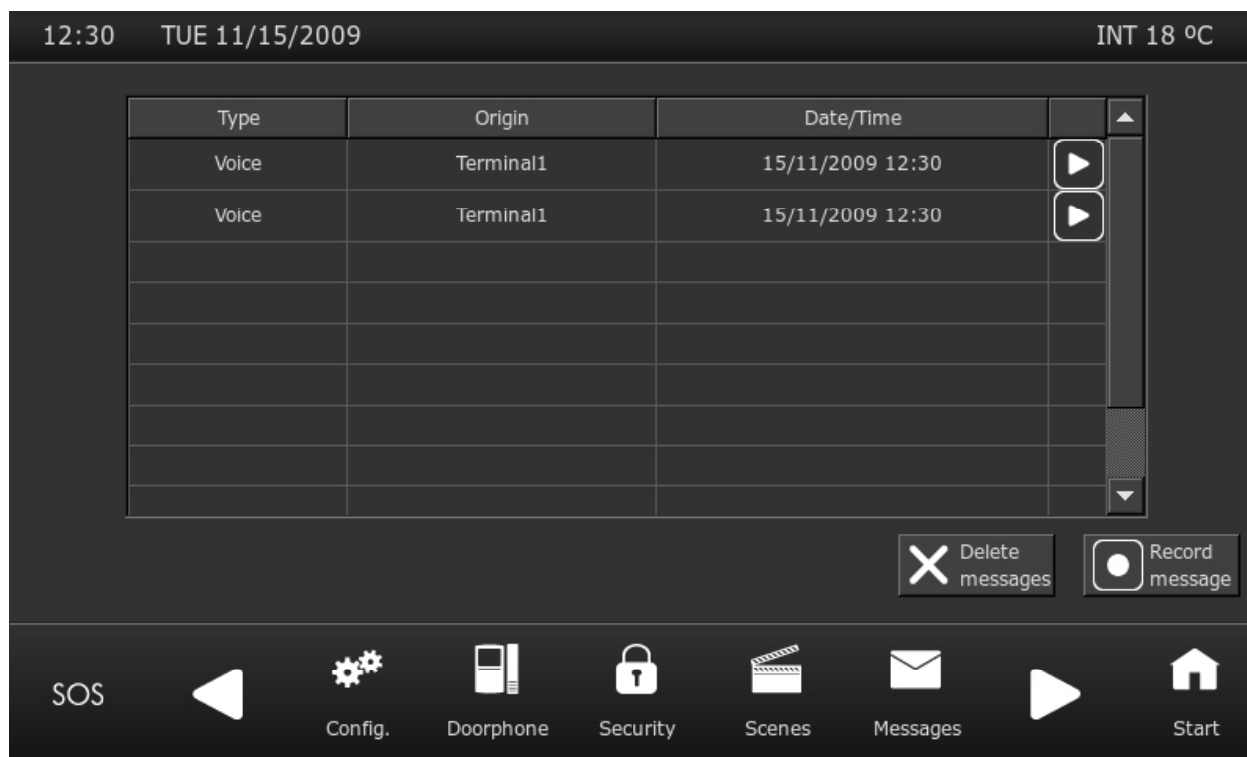 12:30 TUE 11/15/2009 INT 18 ºC
Type Origin Date/Time
Voice Terminal1 15/11/2009 12:30
Voice Terminal1 15/11/2009 12:30
Delete
messages
Record
message
SOS Config. Doorphone Security Scenes Messages Start